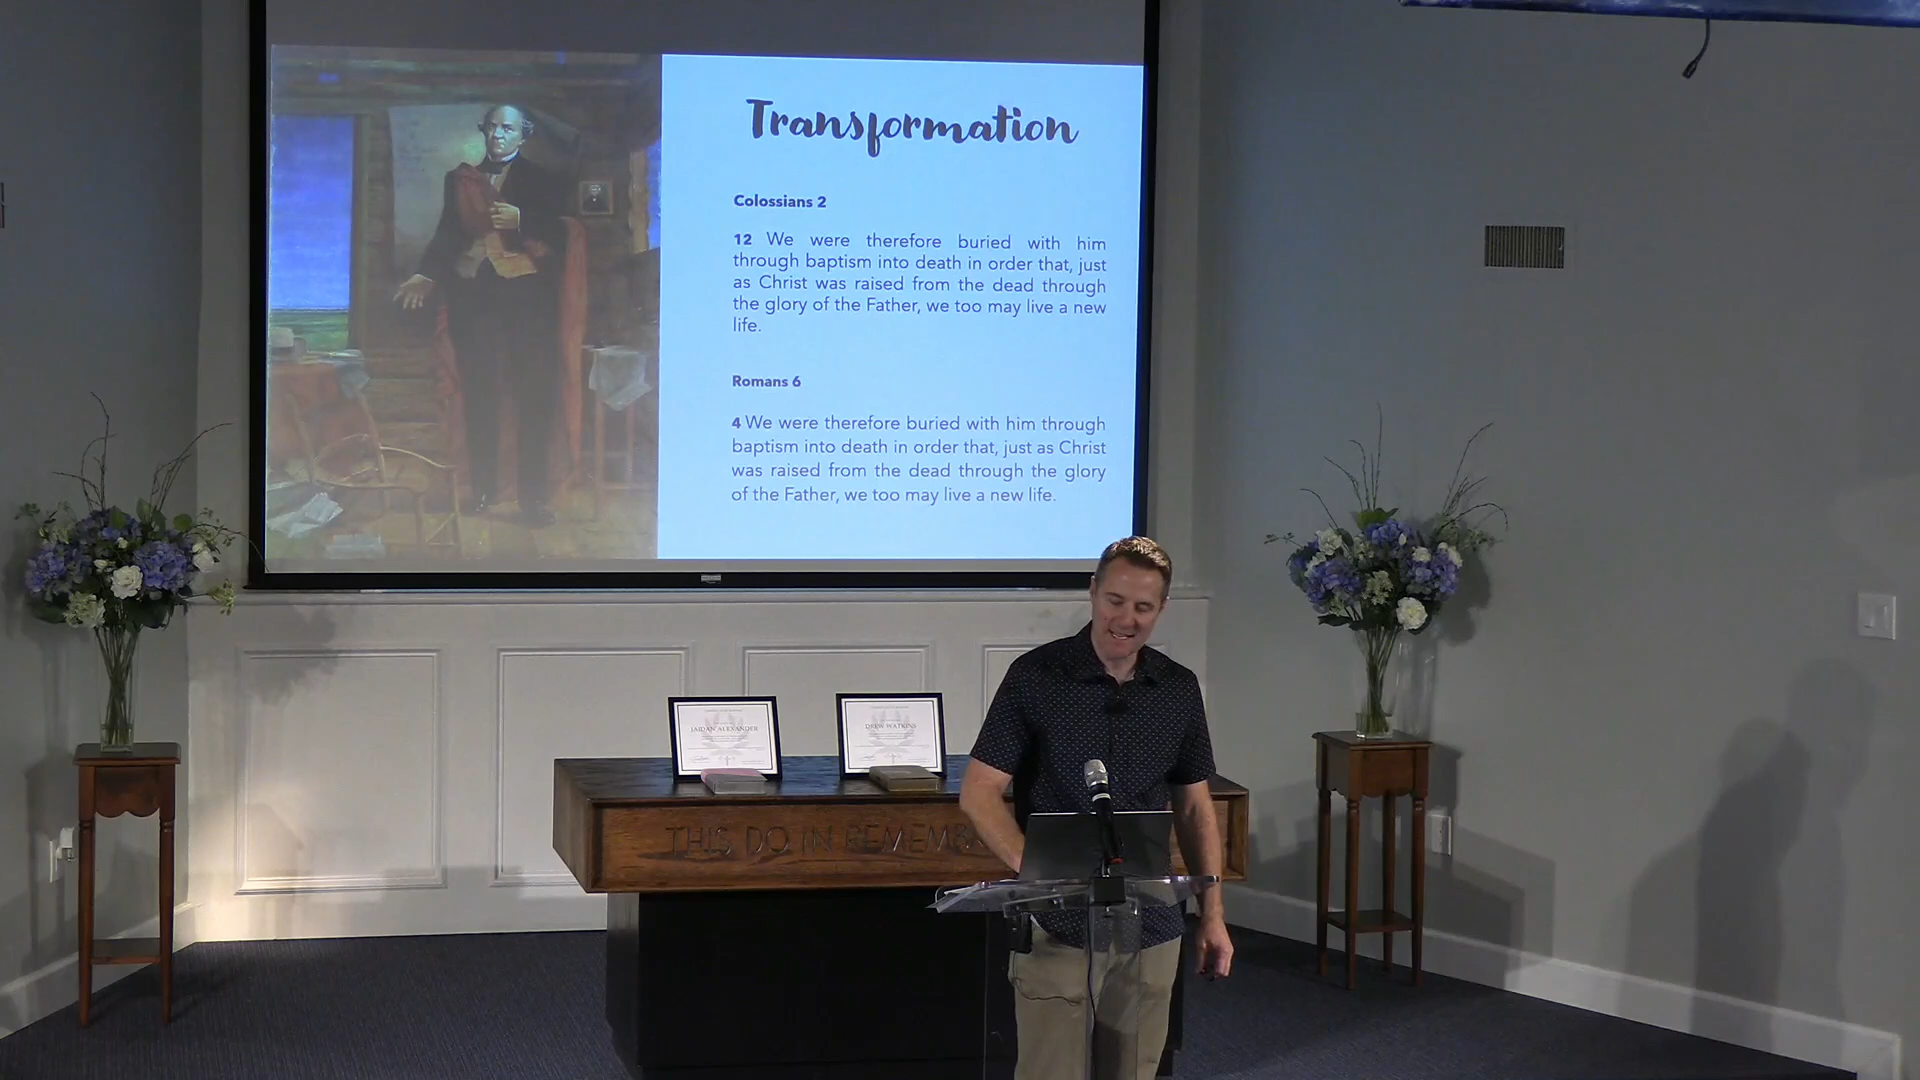 Transformation
Colossians 2
12 We were therefore buried with him
through baptism into death in order that, just
as Christ was raised from the dead through
the glory of the Father, we too may live a new
life.
Romans 6
4 We were therefore buried with him through
baptism into death in order that, just as Christ
was raised from the dead through the glory
of the Father, we too may live a new life.
JAIDAN ALEXANDER
DREW WATKINS
THIS DO IN REMEMB